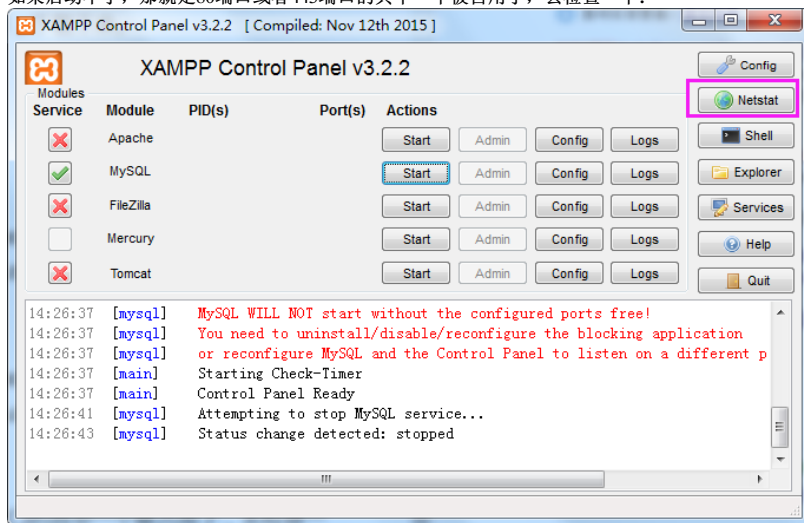 XAMPP Control Panel v3.2.2 [ Compiled: Nov 12th 2015 ]
XAMPP Control Panel v3.2.2
Config
Modules
Service Module PID(s) Port(s) Actions
Netstat
Apache Start Admin Config Logs
Shell
MySQL Start Admin Config Logs
Explorer
FileZilla Start Admin Config Logs
Services
Mercury Start Admin Config Logs
Help
Tomcat Start Admin Config Logs
Quit
14:26:37 [mysql] MySQL WILL NOT start without the configured ports free!
14:26:37 [mysql] You need to uninstall/disable/reconfigure the blocking application
14:26:37 [mysql] or reconfigure MySQL and the Control Panel to listen on a different p
14:26:37 [main] Starting Check-Timer
14:26:37 [main] Control Panel Ready
14:26:41 [mysql] Attempting to stop MySQL service...
14:26:43 [mysql] Status change detected: stopped